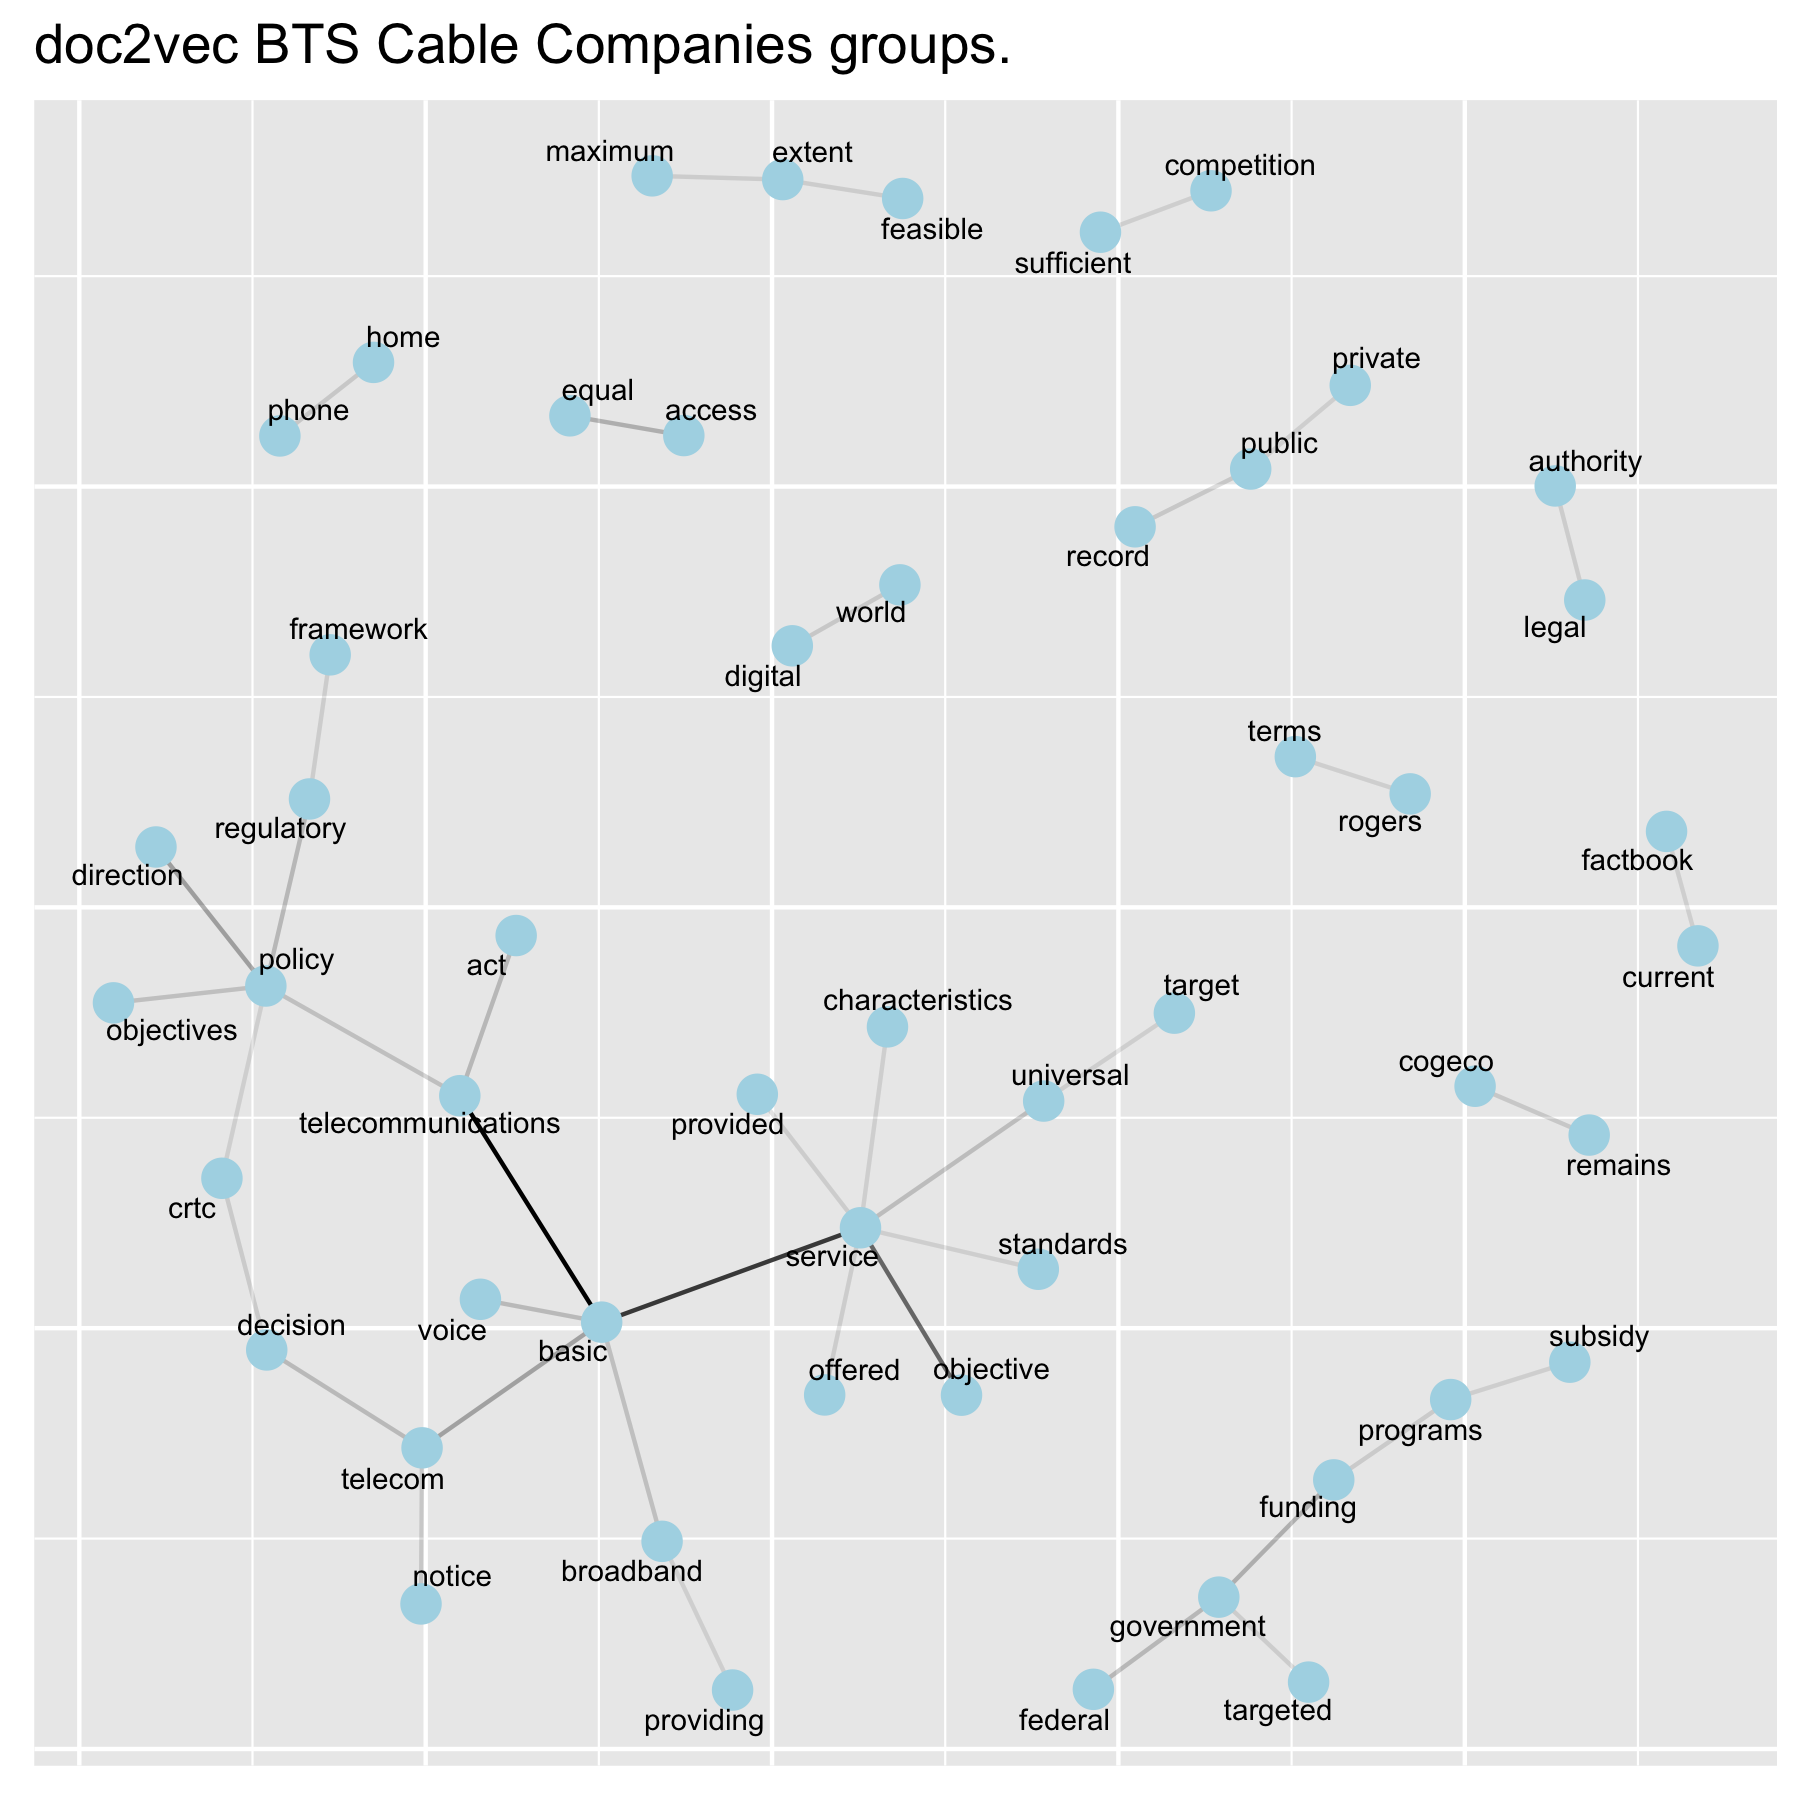 doc2vec BTS Cable Companies groups.
maximum
extent
competition
feasible
sufficient
home
private
equal
phone
access
public
authority
record
world
legal
framework
digital
terms
rogers
regulatory
factbook
direction
policy
act
current
target
characteristics
objectives
cogeco
universal
telecommunications
provided
remains
crtc
standards
service
decision
voice
subsidy
basic
offered
objective
programs
telecom
funding
broadband
notice
government
targeted
providing
federal